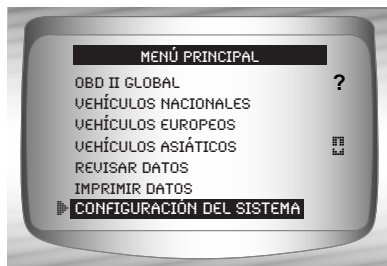 MENÚ PRINCIPAL
OBD II GLOBAL
?
VEHÍCULOS NACIONALES
VEHÍCULOS EUROPEOS
VEHÍCULOS ASIÁTICOS
REVISAR DATOS
IMPRIMIR DATOS
CONFIGURACIÓN DEL SISTEMA